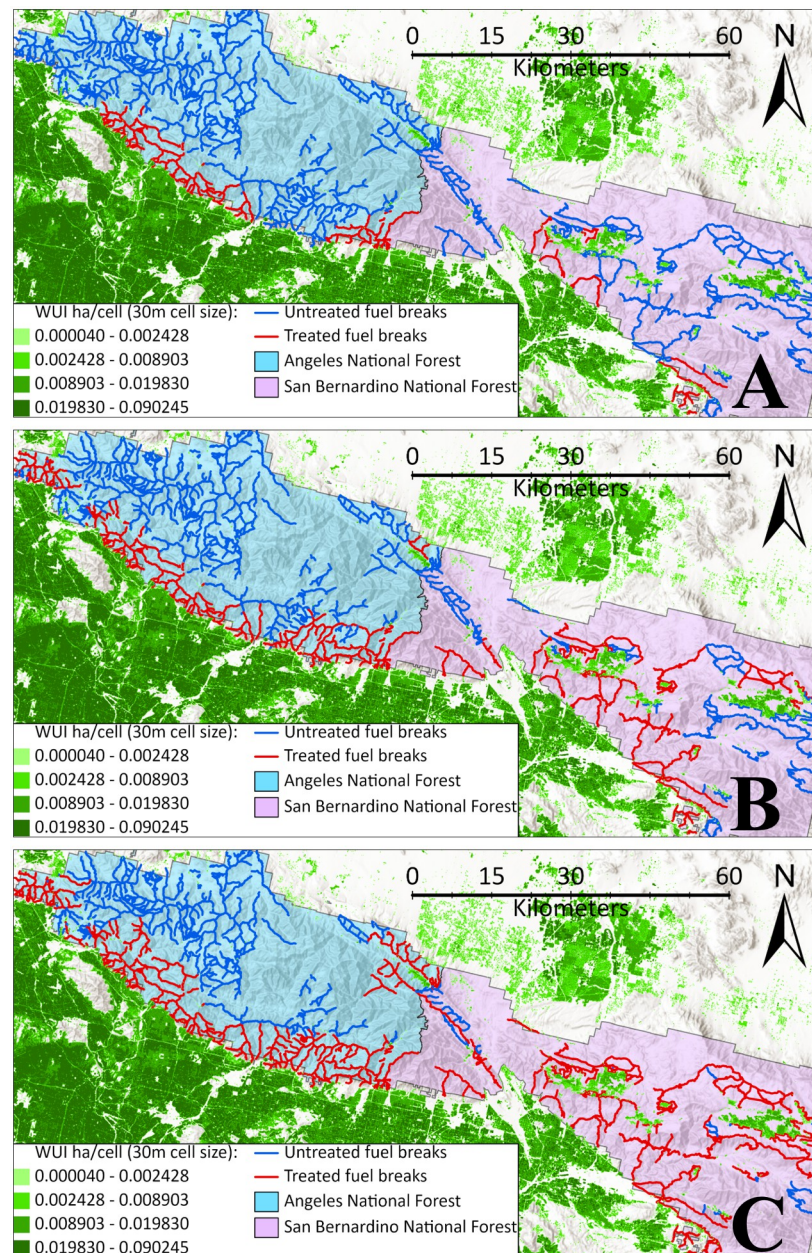 0 15 30 60
Kilometers
N
WUI ha/cell (30m cell size):
0.000040 - 0.002428
0.002428 - 0.008903
0.008903 - 0.019830
0.019830 - 0.090245
Untreated fuel breaks
Treated fuel breaks
Angeles National Forest
San Bernardino National Forest
A
0 15 30 60
Kilometers
N
WUI ha/cell (30m cell size):
0.000040 - 0.002428
0.002428 - 0.008903
0.008903 - 0.019830
0.019830 - 0.090245
Untreated fuel breaks
Treated fuel breaks
Angeles National Forest
San Bernardino National Forest
B
0 15 30 60
Kilometers
N
WUI ha/cell (30m cell size):
0.000040 - 0.002428
0.002428 - 0.008903
0.008903 - 0.019830
0.019830 - 0.090245
Untreated fuel breaks
Treated fuel breaks
Angeles National Forest
San Bernardino National Forest
C